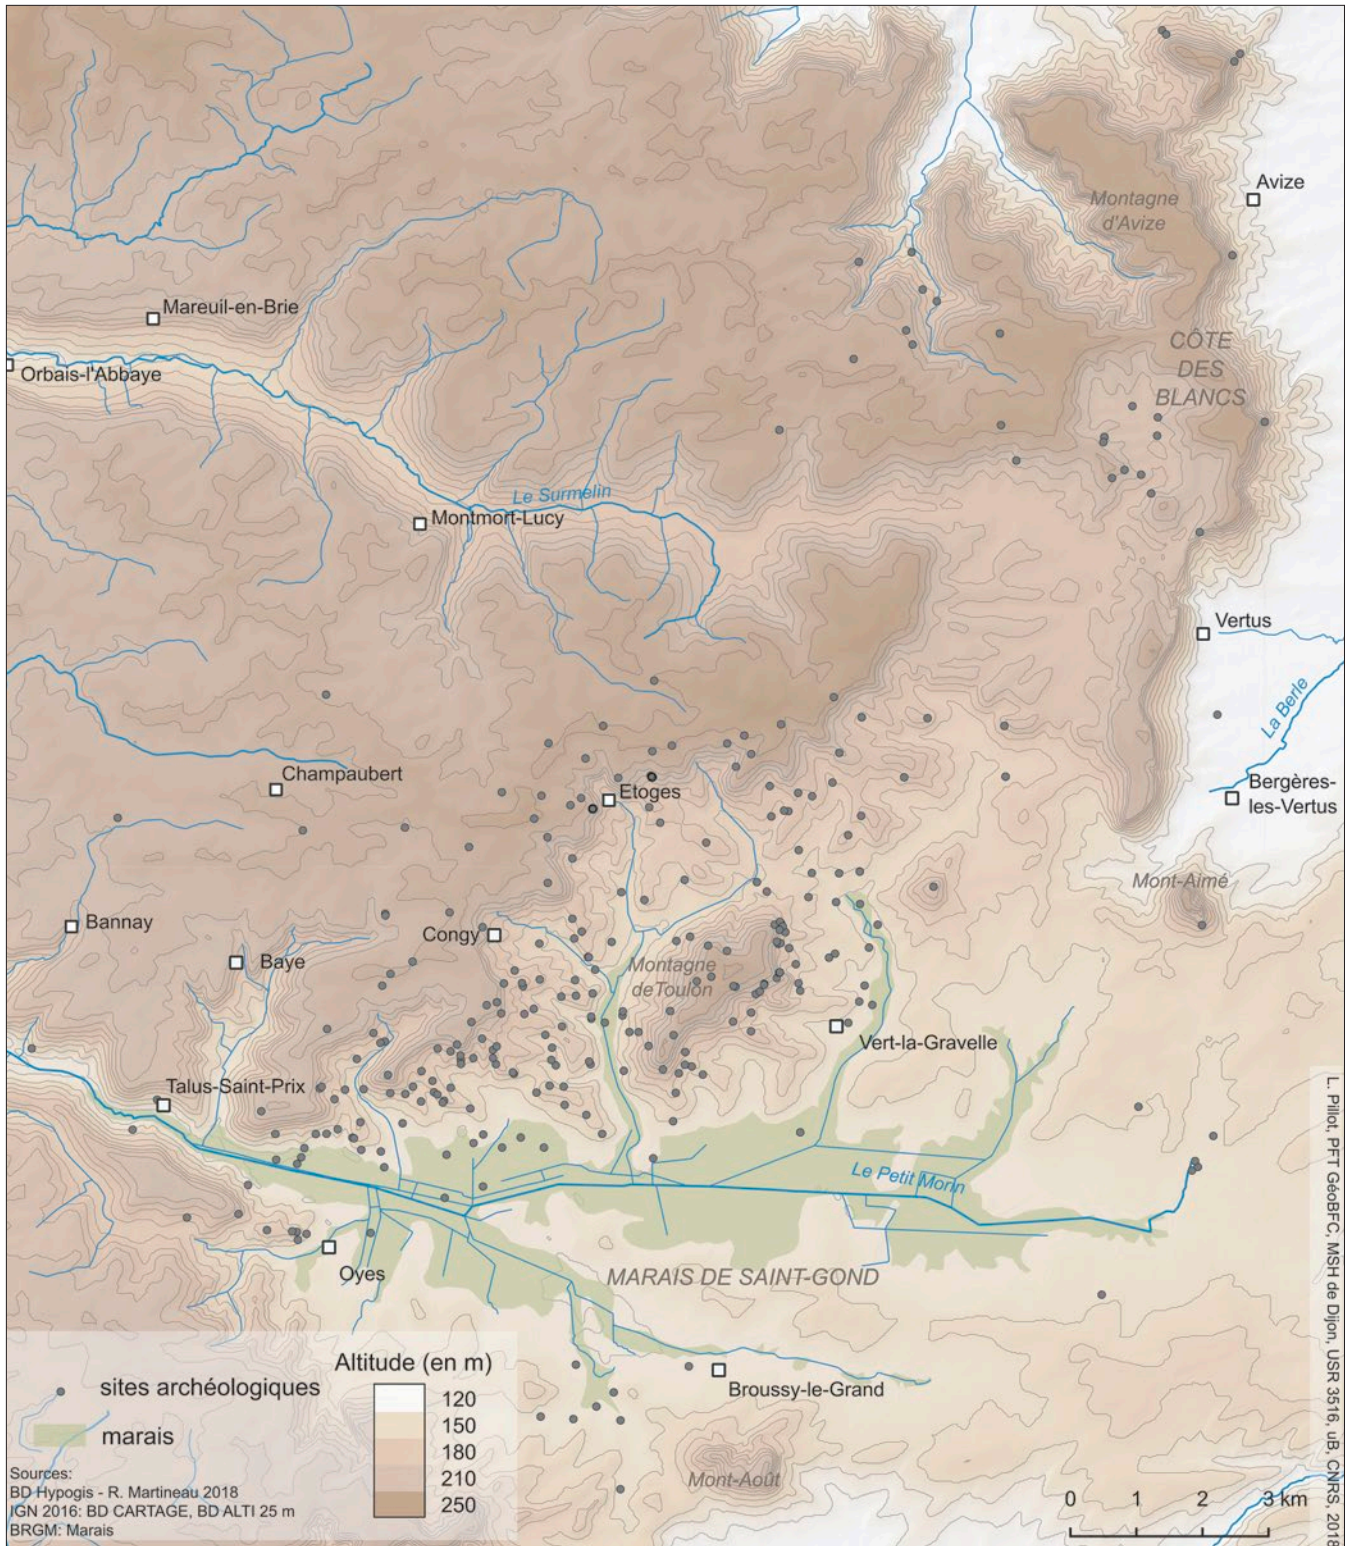 Avize
Montagne
d'Avize
Mareuil-en-Brie
CÔTE
DES
BLANCS
Orbais-l'Abbaye
Le Surmelin
Montmort-Lucy
Vertus
La Berle
Champaubert
Etoges
Bergères-
les-Vertus
Mont-Aimé
Bannay
Congy
Baye
Montagne
deToulon
Vert-la-Gravelle
Talus-Saint-Prix
Le Petit Morin
Oyes
MARAIS DE SAINT-GOND
Broussy-le-Grand
Mont-Août
Altitude (en m)
120
150
180
210
250
sites archéologiques
marais
Sources:
BD Hypogis - R. Martineau 2018
IGN 2016: BD CARTAGE, BD ALTI 25 m
BRGM: Marais
0 1 2 3 km
L. Pillot, PFT GéoBFC, MSH de Dijon, USR 3516, uB, CNRS, 2018